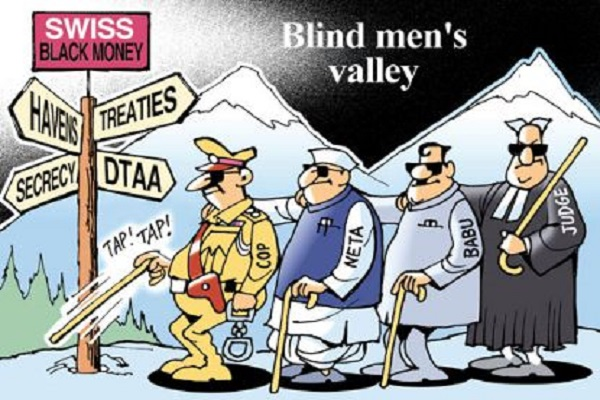 SWISS
BLACK MONEY
Blind men's
valley
HAVENS
TREATIES
SECRECY
DTAA
TAP! TAP!
COP
NETA
BABU
JUDGE